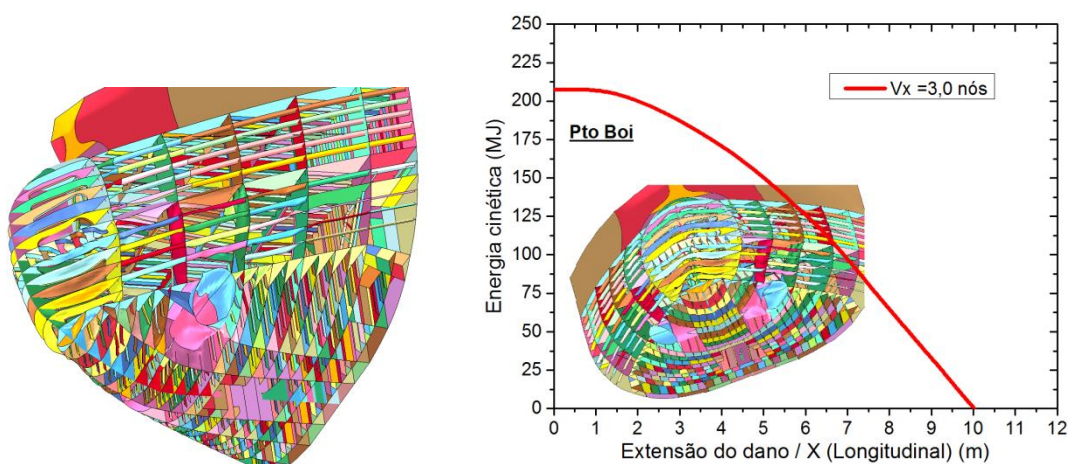 250
225
200
175
150
125
100
75
50
25
0
Energia cinética (MJ)
Vx =3,0 nós
Pto Boi
0 1 2 3 4 5 6 7 8 9 10 11 12
Extensão do dano / X (Longitudinal) (m)